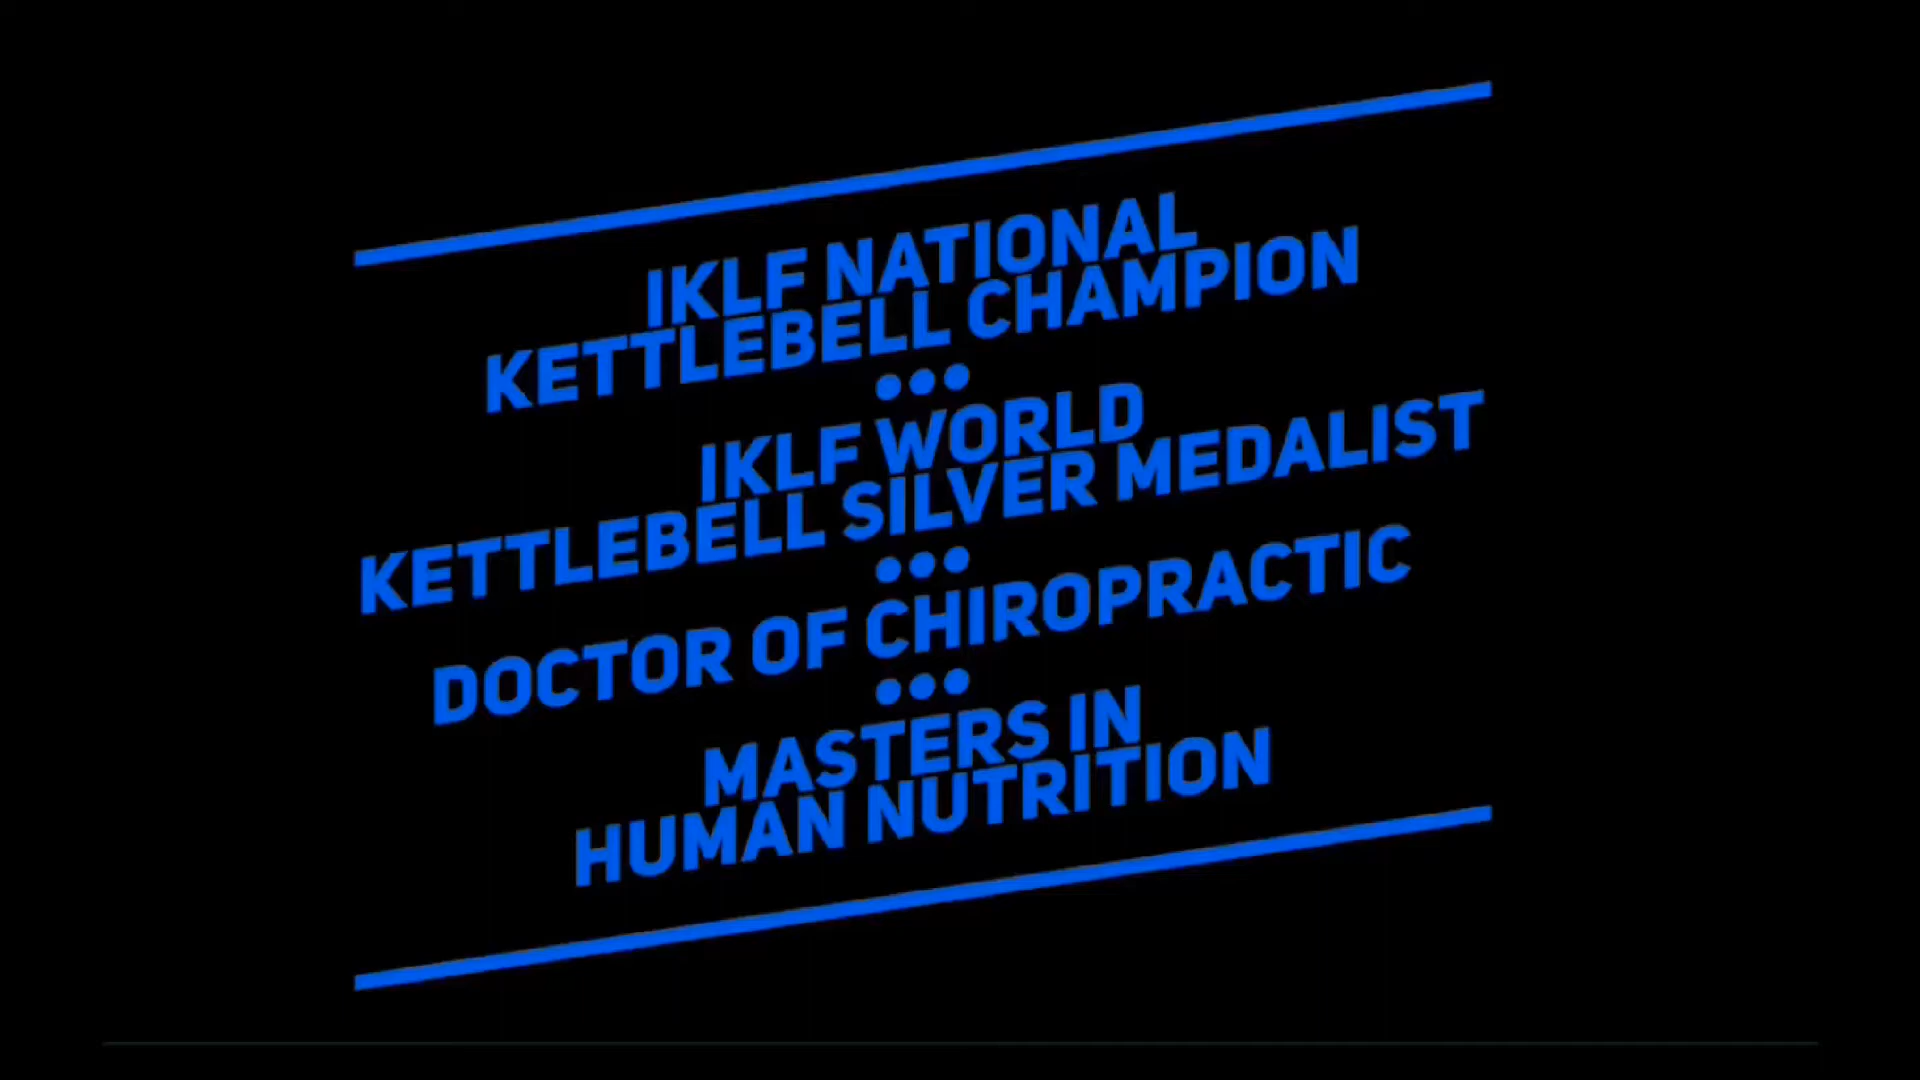 IKLF NATIONAL
KETTLEBELL CHAMPION
•••
IKLF WORLD
KETTLEBELL SILVER MEDALIST
•••
DOCTOR OF CHIROPRACTIC
•••
MASTERS IN
HUMAN NUTRITION